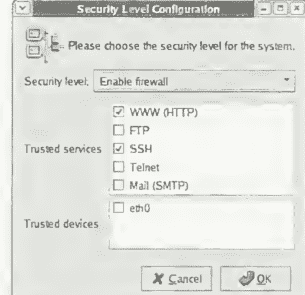 Security Level Configuration
Please choose the security level for the system.
Security level: Enable firewall
WWW (HTTP)
FTP
Trusted services SSH
Telnet
Mail (SMTP)
eth0
Trusted devices
Cancel OK